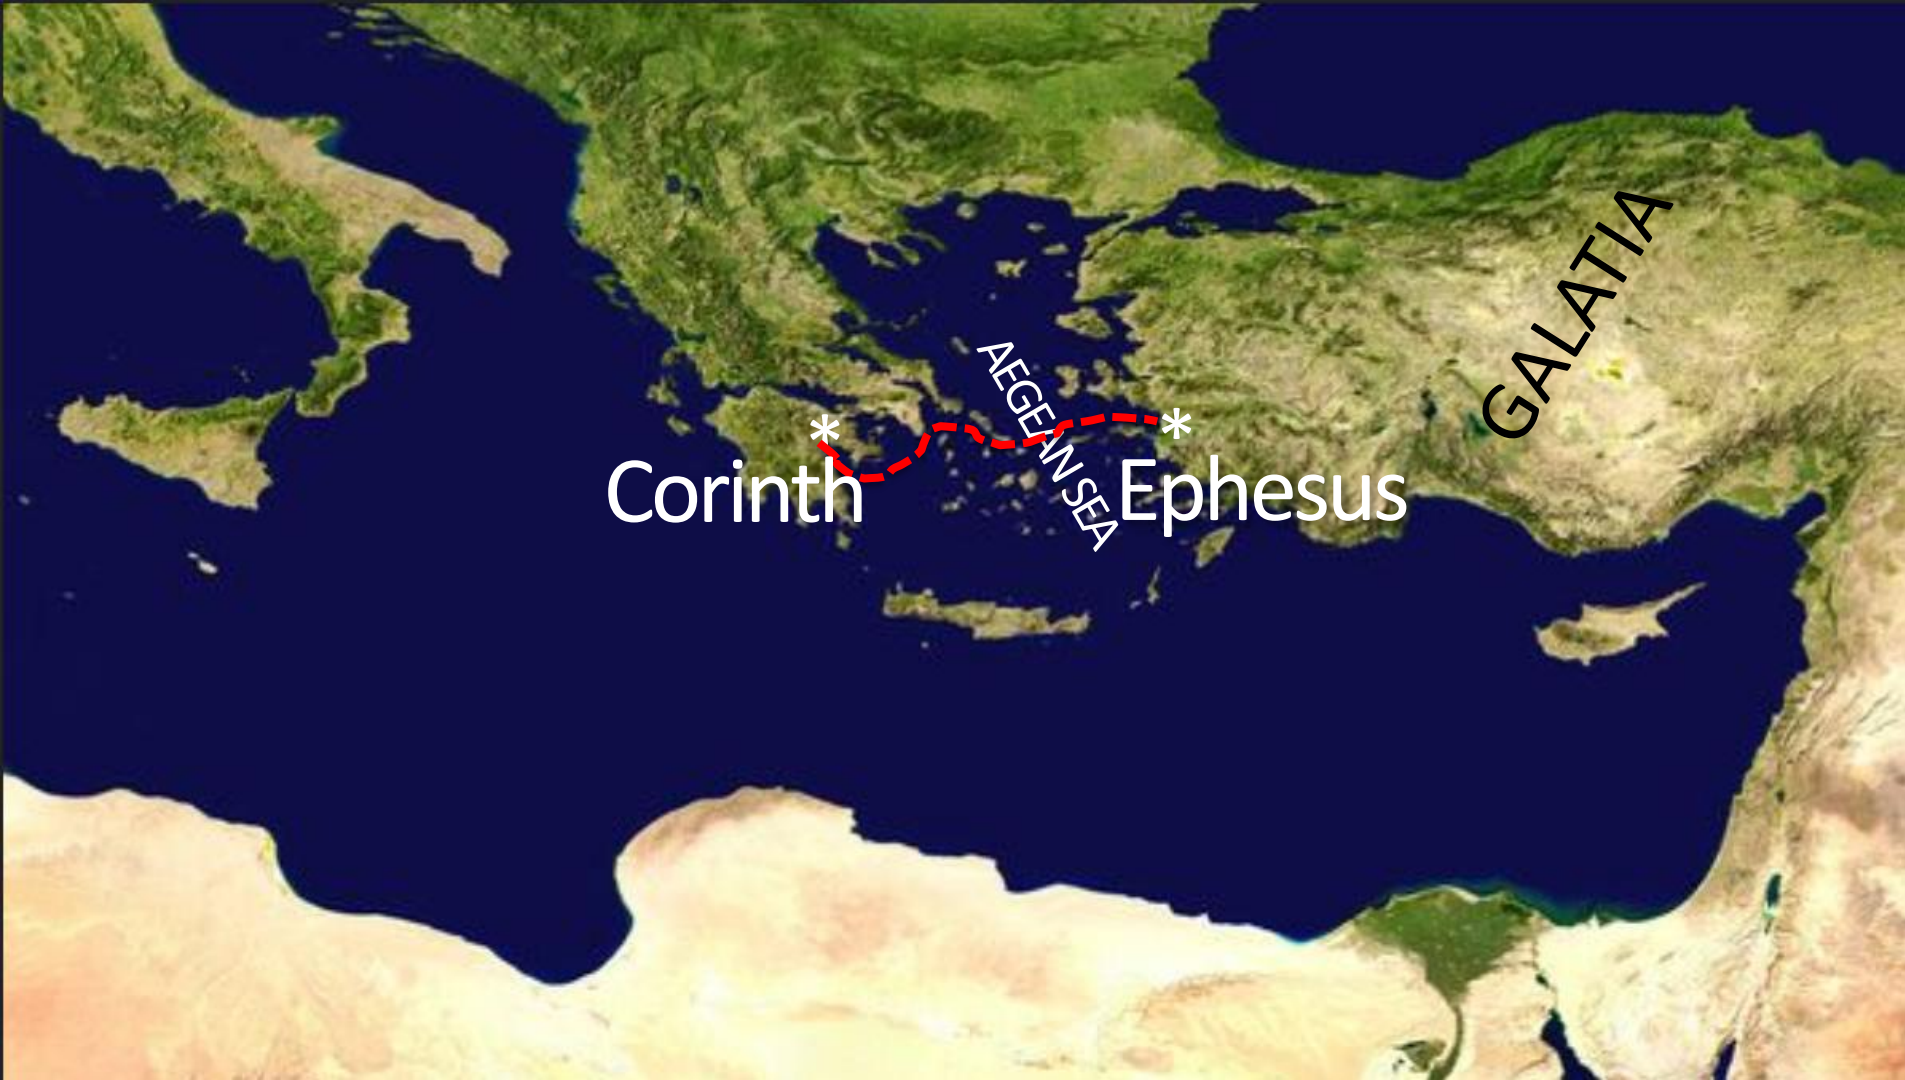 GALATIA
AEGEAN SEA
*
*
Corinth
Ephesus